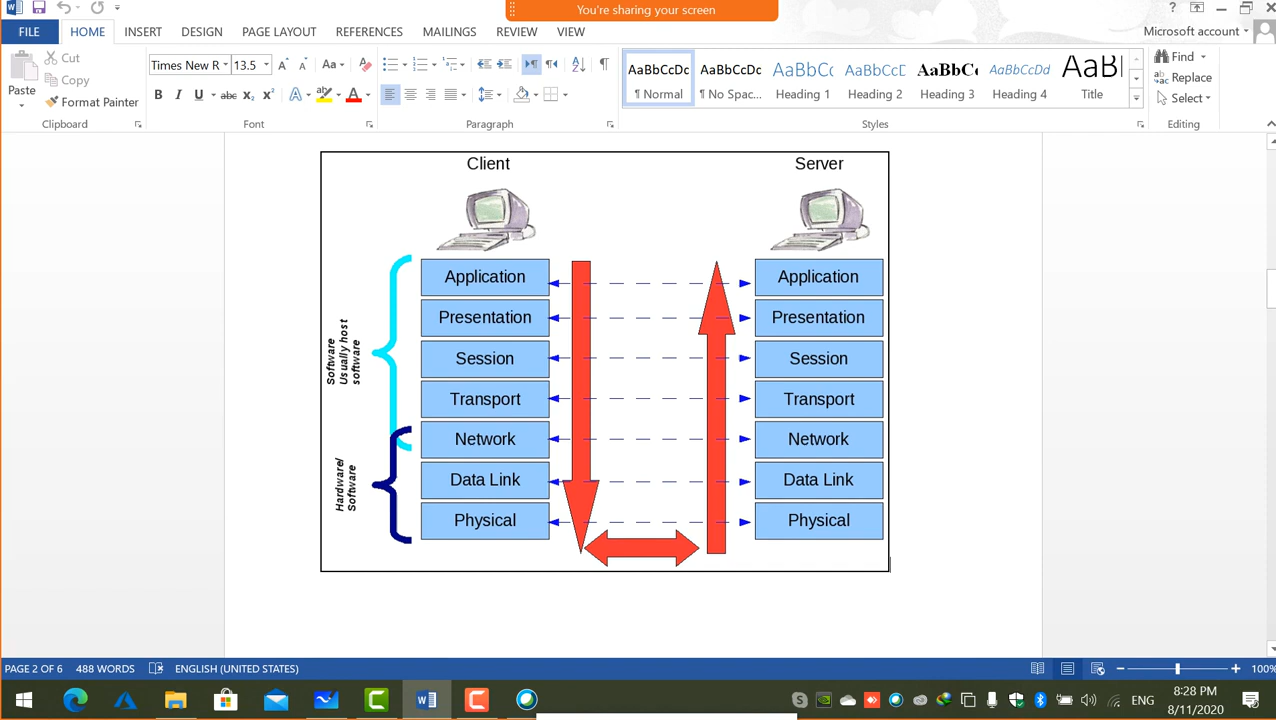 You're sharing your screen
FILE HOME INSERT DESIGN PAGE LAYOUT REFERENCES MAILINGS REVIEW VIEW Microsoft account
Paste
Cut
Copy
Format Painter
Clipboard
Times New R 13.5
Font
Paragraph
AaBbCcDc AaBbCcDc AaBbCc AaBbCcDc AaBbCc AaBbCcDd AaB
¶ Normal ¶ No Spac... Heading 1 Heading 2 Heading 3 Heading 4 Title
Styles
Find
Replace
Select
Editing
Client Server
Application Application
Presentation Presentation
Session Session
Transport Transport
Network Network
Data Link Data Link
Physical Physical
Software
Usually host
software
Hardware/
Software
PAGE 2 OF 6 488 WORDS ENGLISH (UNITED STATES) 100%
ENG
8:28 PM
8/11/2020